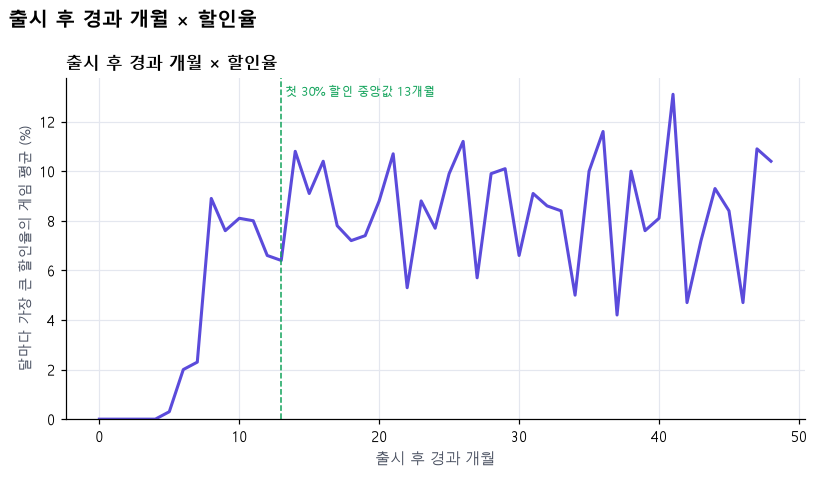 출시 후 경과 개월 × 할인율
출시 후 경과 개월 × 할인율
첫 30% 할인 중앙값 13개월
달마다 가장 큰 할인율의 게임 평균 (%)
12
10
8
6
4
2
0
0 10 20 30 40 50
출시 후 경과 개월